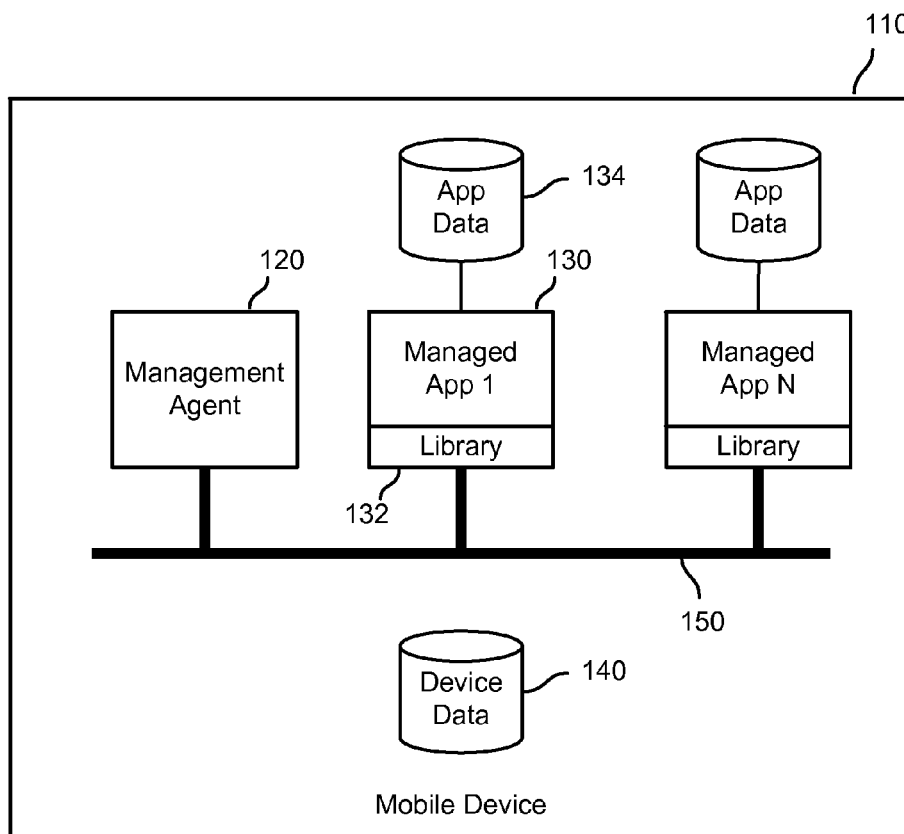 110
App
Data
134
App
Data
120
130
Management
Agent
Managed
App 1
Managed
App N
Library
Library
132
150
Device
Data
140
Mobile Device